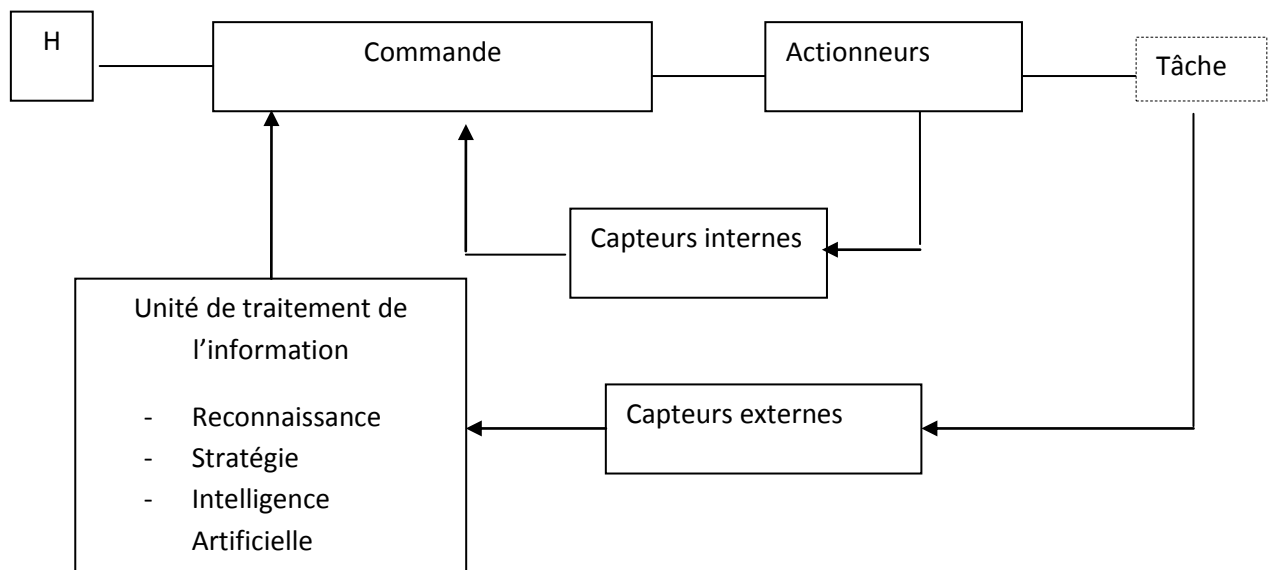 H
Commande
Actionneurs
Tâche
Capteurs internes
Unité de traitement de
l’information
- Reconnaissance
- Stratégie
- Intelligence
Artificielle
Capteurs externes